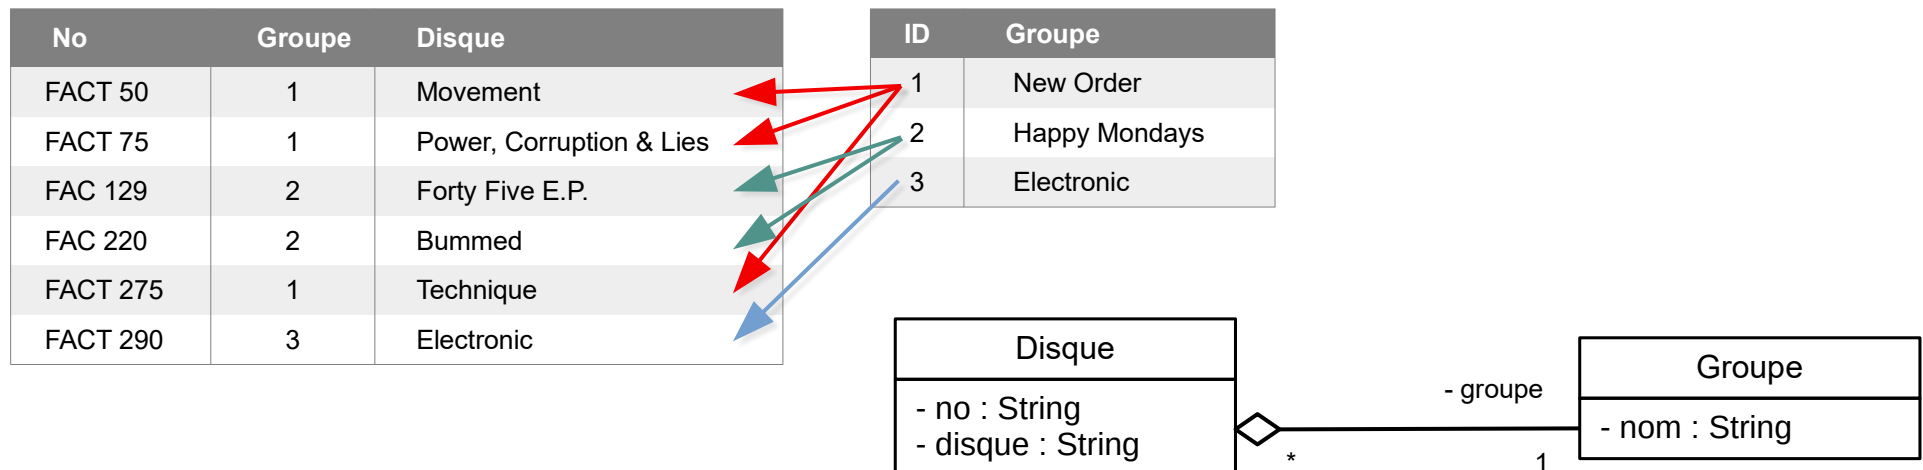 No Groupe Disque
FACT 50 1 Movement
FACT 75 1 Power, Corruption & Lies
FAC 129 2 Forty Five E.P.
FAC 220 2 Bummed
FACT 275 1 Technique
FACT 290 3 Electronic
ID Groupe
1 New Order
2 Happy Mondays
3 Electronic
Disque
- no : String
- disque : String
- groupe
* 1
Groupe
- nom : String